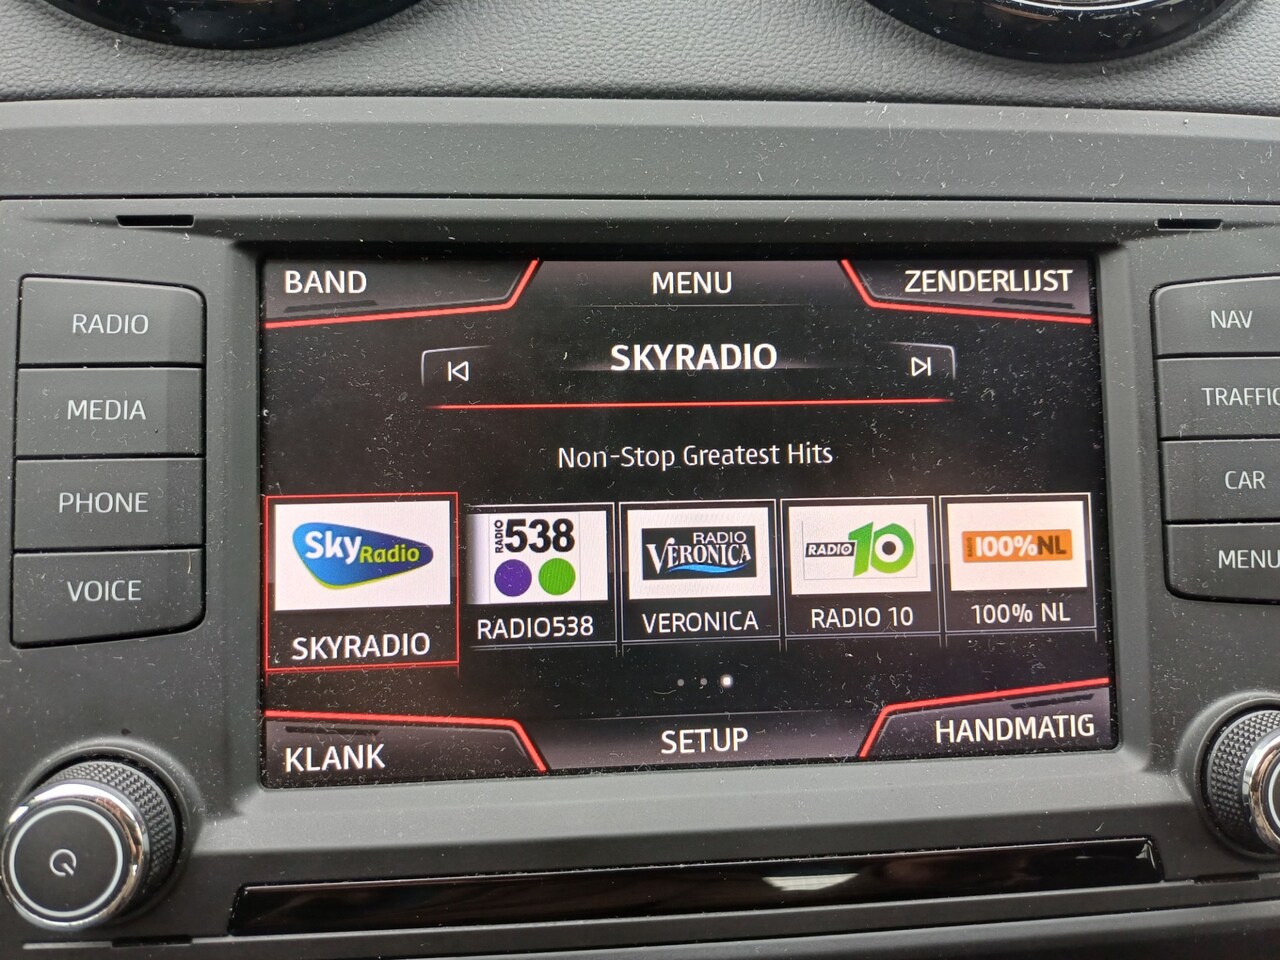 BAND MENU ZENDERLIJST
RADIO
NAV
SKYRADIO
MEDIA
TRAFFIC
Non-Stop Greatest Hits
PHONE
CAR
Sky Radio
RADIO 538
RADIO VERONICA
RADIO 10
100%NL
VOICE
MENU
SKYRADIO RADIO538 VERONICA RADIO 10 100% NL
KLANK SETUP HANDMATIG